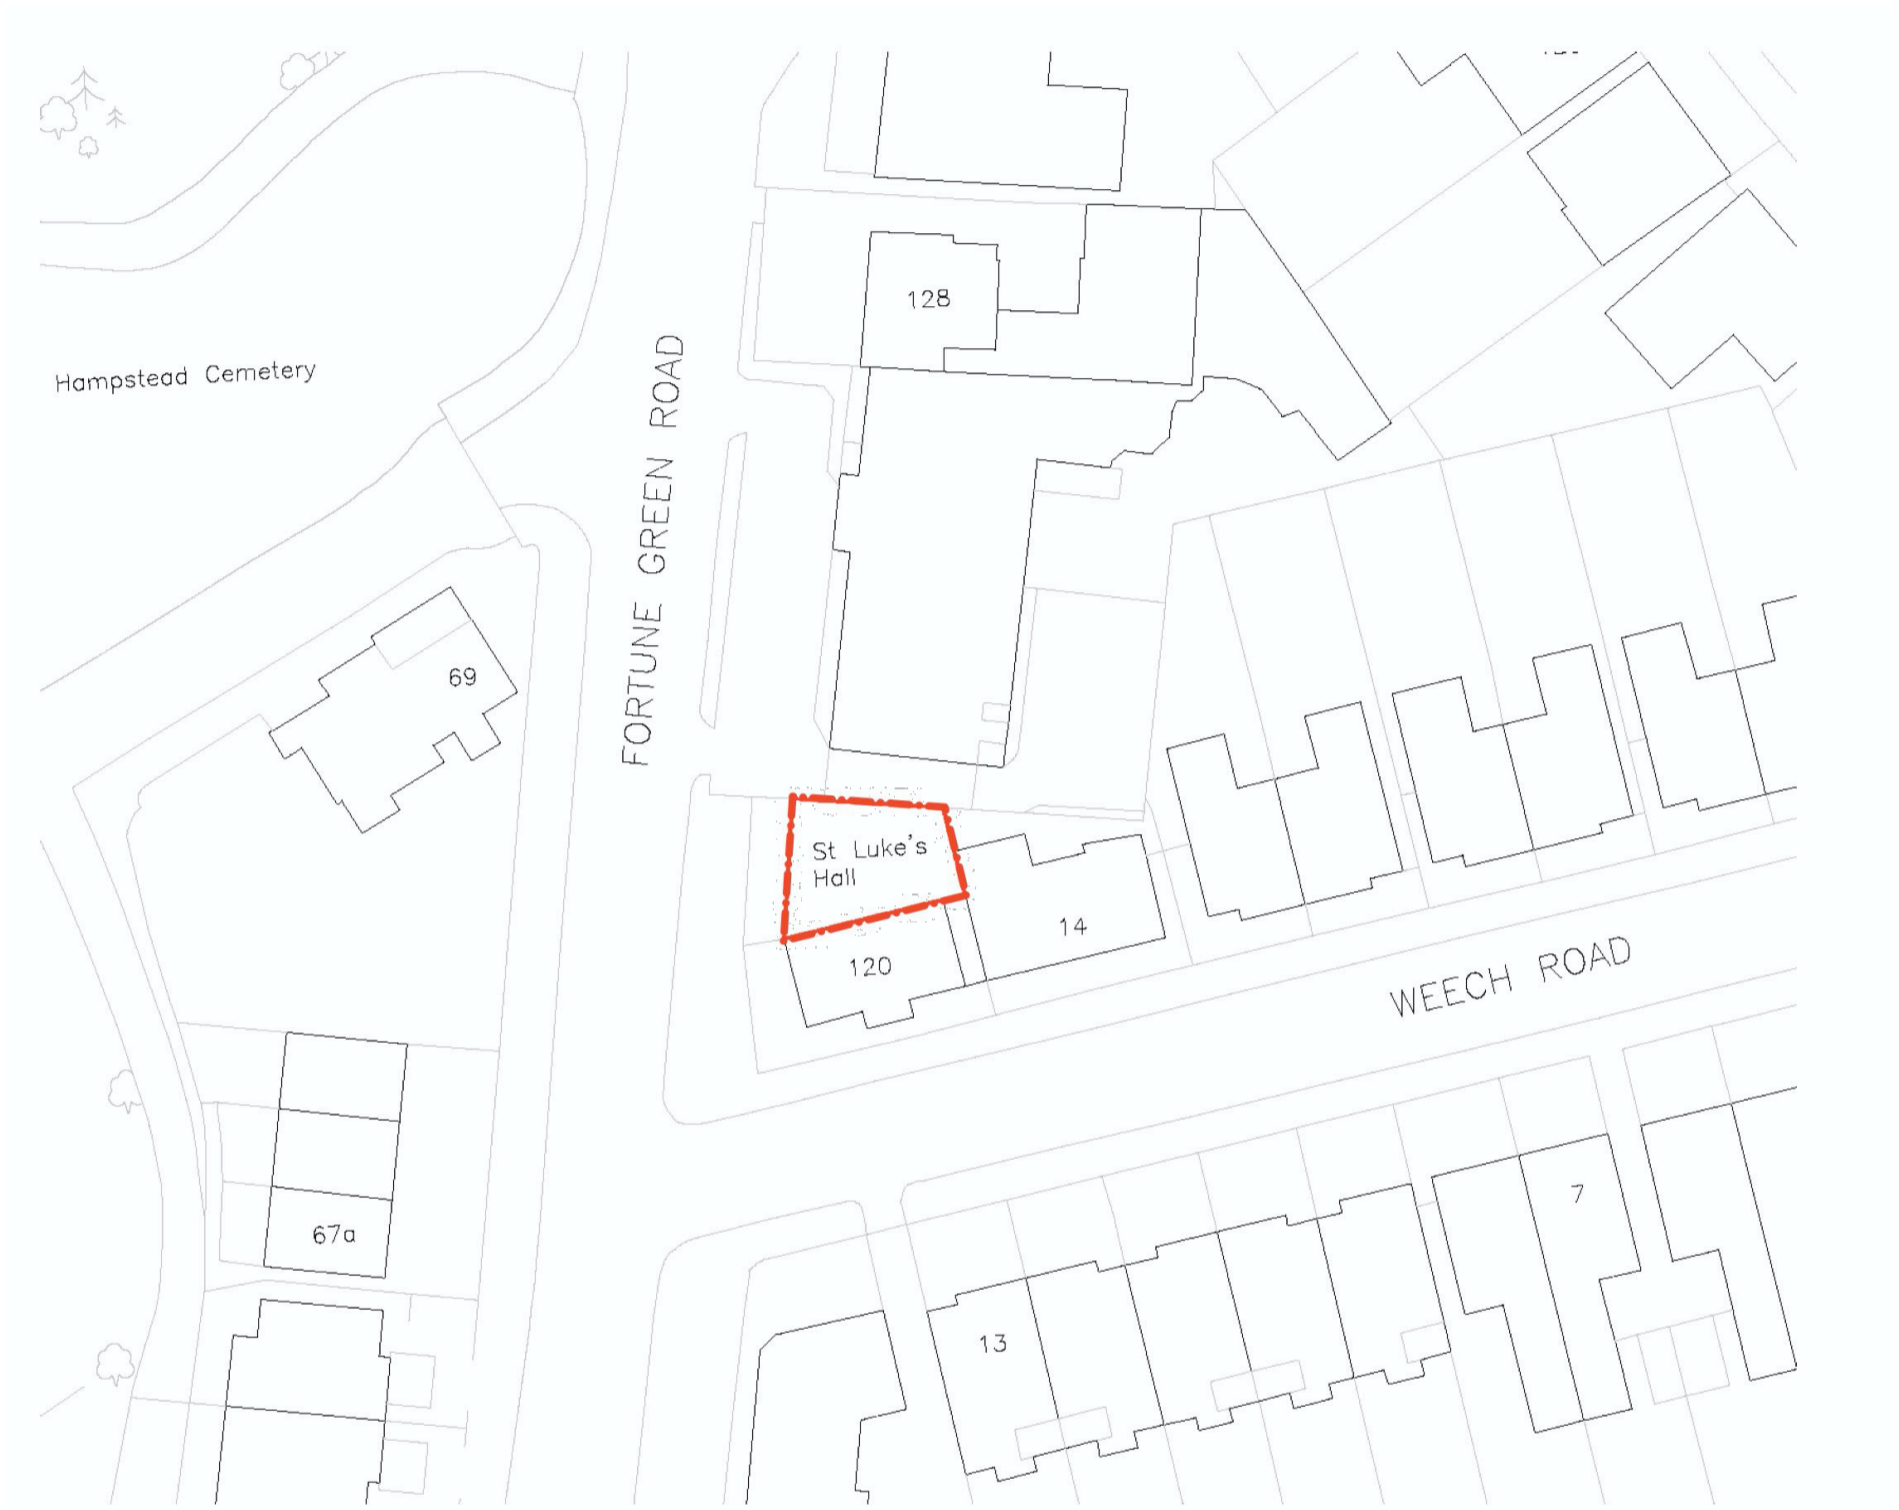 128
Hampstead Cemetery
FORTUNE GREEN ROAD
69
St Luke's
Hall
14
120
WEECH ROAD
7
67a
13